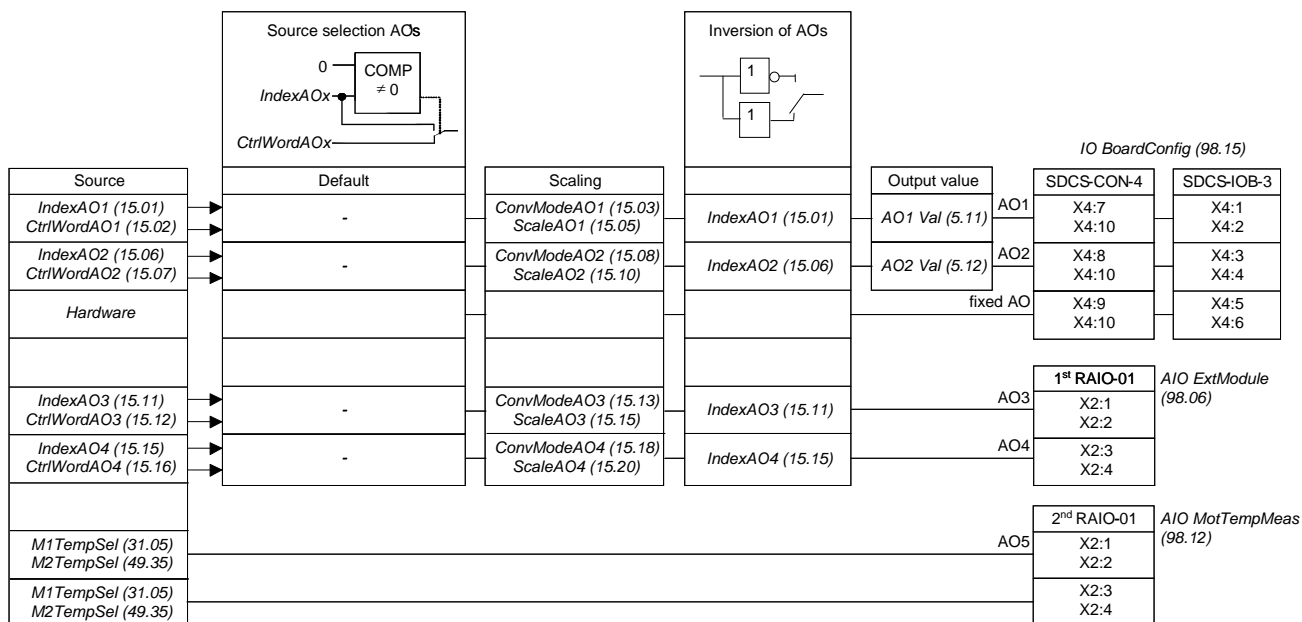 Source selection AO's
0
COMP
≠ 0
IndexAOx
CtrlWordAOx
Inversion of AO's
1
1
IO BoardConfig (98.15)
Source
Default
Scaling
Output value
SDCS-CON-4
SDCS-IOB-3
IndexAO1 (15.01)
CtrlWordAO1 (15.02)
-
ConvModeAO1 (15.03)
ScaleAO1 (15.05)
IndexAO1 (15.01)
AO1 Val (5.11)
AO1
X4:7
X4:10
X4:1
X4:2
IndexAO2 (15.06)
CtrlWordAO2 (15.07)
-
ConvModeAO2 (15.08)
ScaleAO2 (15.10)
IndexAO2 (15.06)
AO2 Val (5.12)
AO2
X4:8
X4:10
X4:3
X4:4
Hardware
fixed AO
X4:9
X4:10
X4:5
X4:6
1st RAIO-01
AIO ExtModule
(98.06)
IndexAO3 (15.11)
CtrlWordAO3 (15.12)
-
ConvModeAO3 (15.13)
ScaleAO3 (15.15)
IndexAO3 (15.11)
AO3
X2:1
X2:2
IndexAO4 (15.15)
CtrlWordAO4 (15.16)
-
ConvModeAO4 (15.18)
ScaleAO4 (15.20)
IndexAO4 (15.15)
AO4
X2:3
X2:4
2nd RAIO-01
AIO MotTempMeas
(98.12)
M1TempSel (31.05)
M2TempSel (49.35)
AO5
X2:1
X2:2
M1TempSel (31.05)
M2TempSel (49.35)
X2:3
X2:4